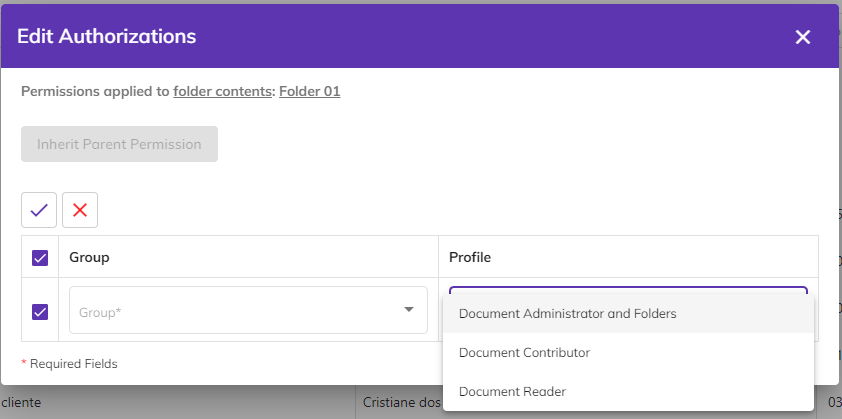 Edit Authorizations
Permissions applied to folder contents: Folder 01
Inherit Parent Permission
Group Profile
Group*
Document Administrator and Folders
Document Contributor
Document Reader
* Required Fields
cliente Cristiane dos 03